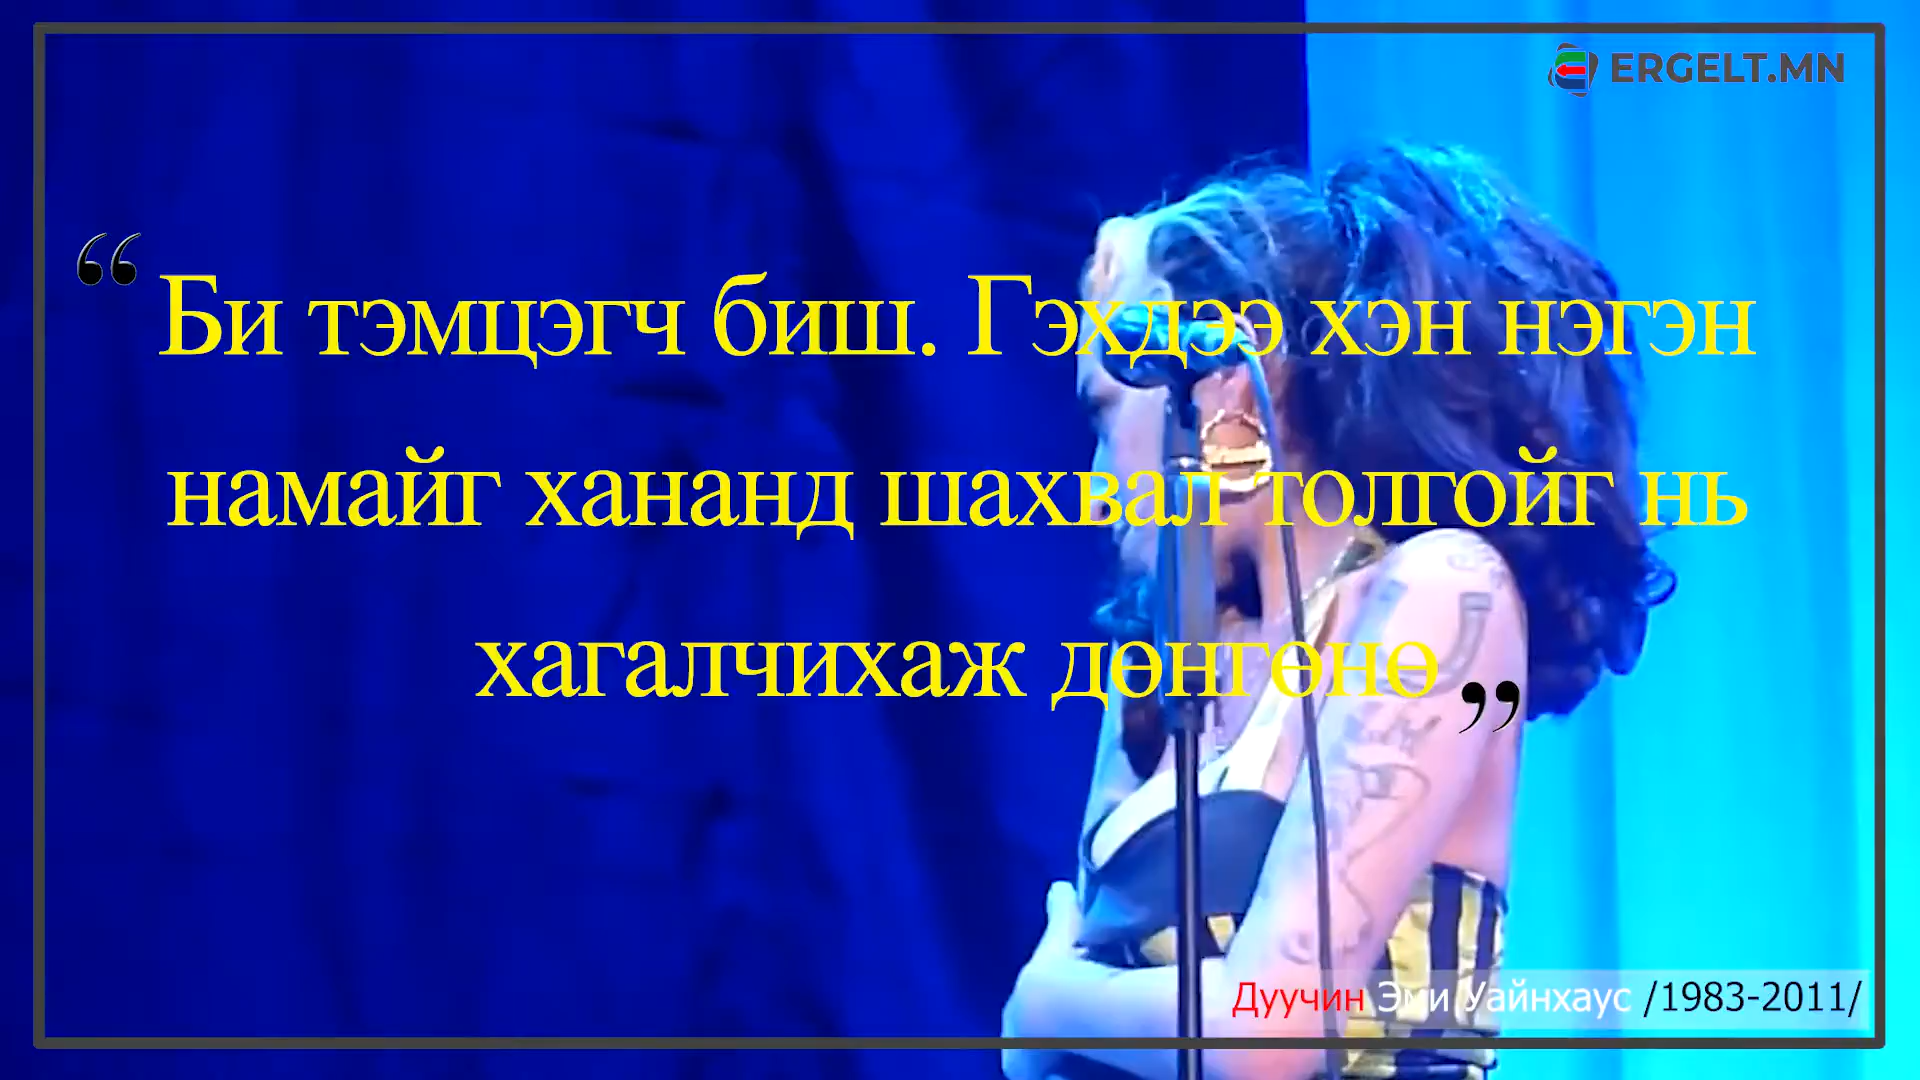 ERGELT.MN
“Би тэмцэгч биш. Гэхдээ хэн нэгэн
намайг хананд шахвал толгойг нь
хагалчихаж дөнгөнө”
Дуучин Эми Уайнхаус /1983-2011/